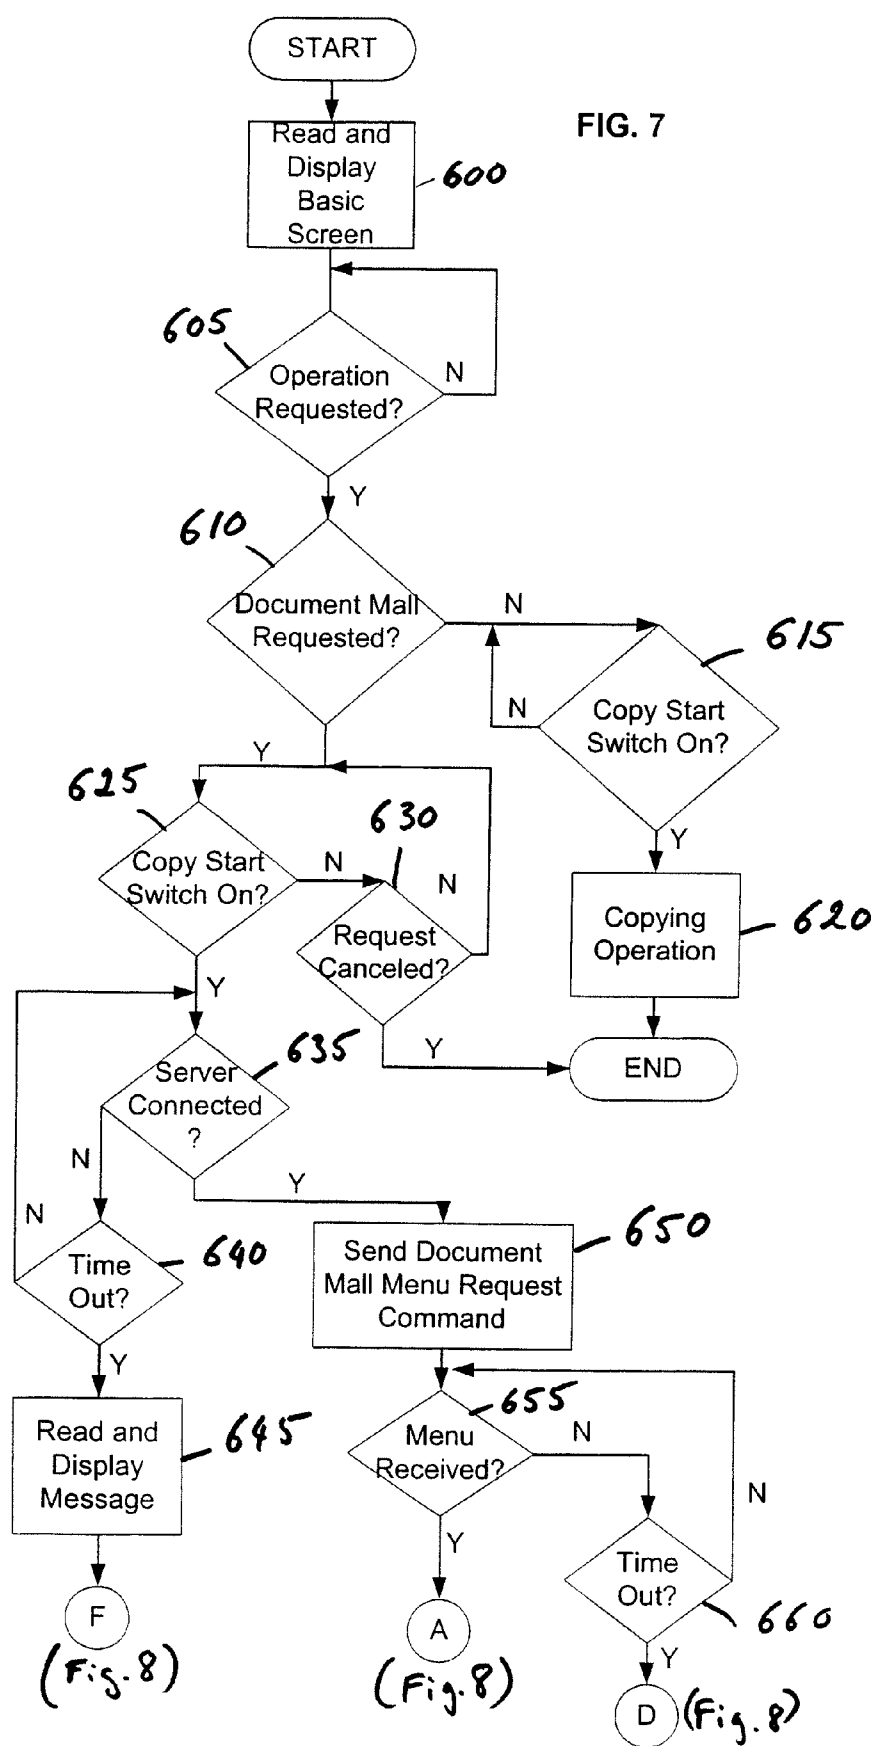 START
FIG. 7
Read and
Display
Basic
Screen
600
605
Operation
Requested?
N
Y
610
Document Mall
Requested?
N
615
Copy Start
Switch On?
N
Y
Y
625
630
Copy Start
Switch On?
N
N
Request
Canceled?
Copying
Operation
620
Y
Y
END
635
Server
Connected
?
N
Y
N
640
Time
Out?
650
Send Document
Mall Menu Request
Command
Y
645
Read and
Display
Message
655
Menu
Received?
N
N
Y
Time
Out?
660
F
(Fig. 8)
A
(Fig. 8)
Y
D
(Fig. 8)